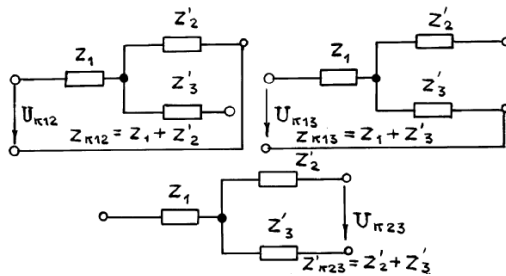 Z'₂
Z₁
Z'₃
Uк12
Zк12 = Z₁ + Z'₂
Z'₂
Z₁
Z'₃
Uк13
Zк13 = Z₁ + Z'₃
Z'₂
Z₁
Z'₃
Uк23
Z'к23 = Z'₂ + Z'₃